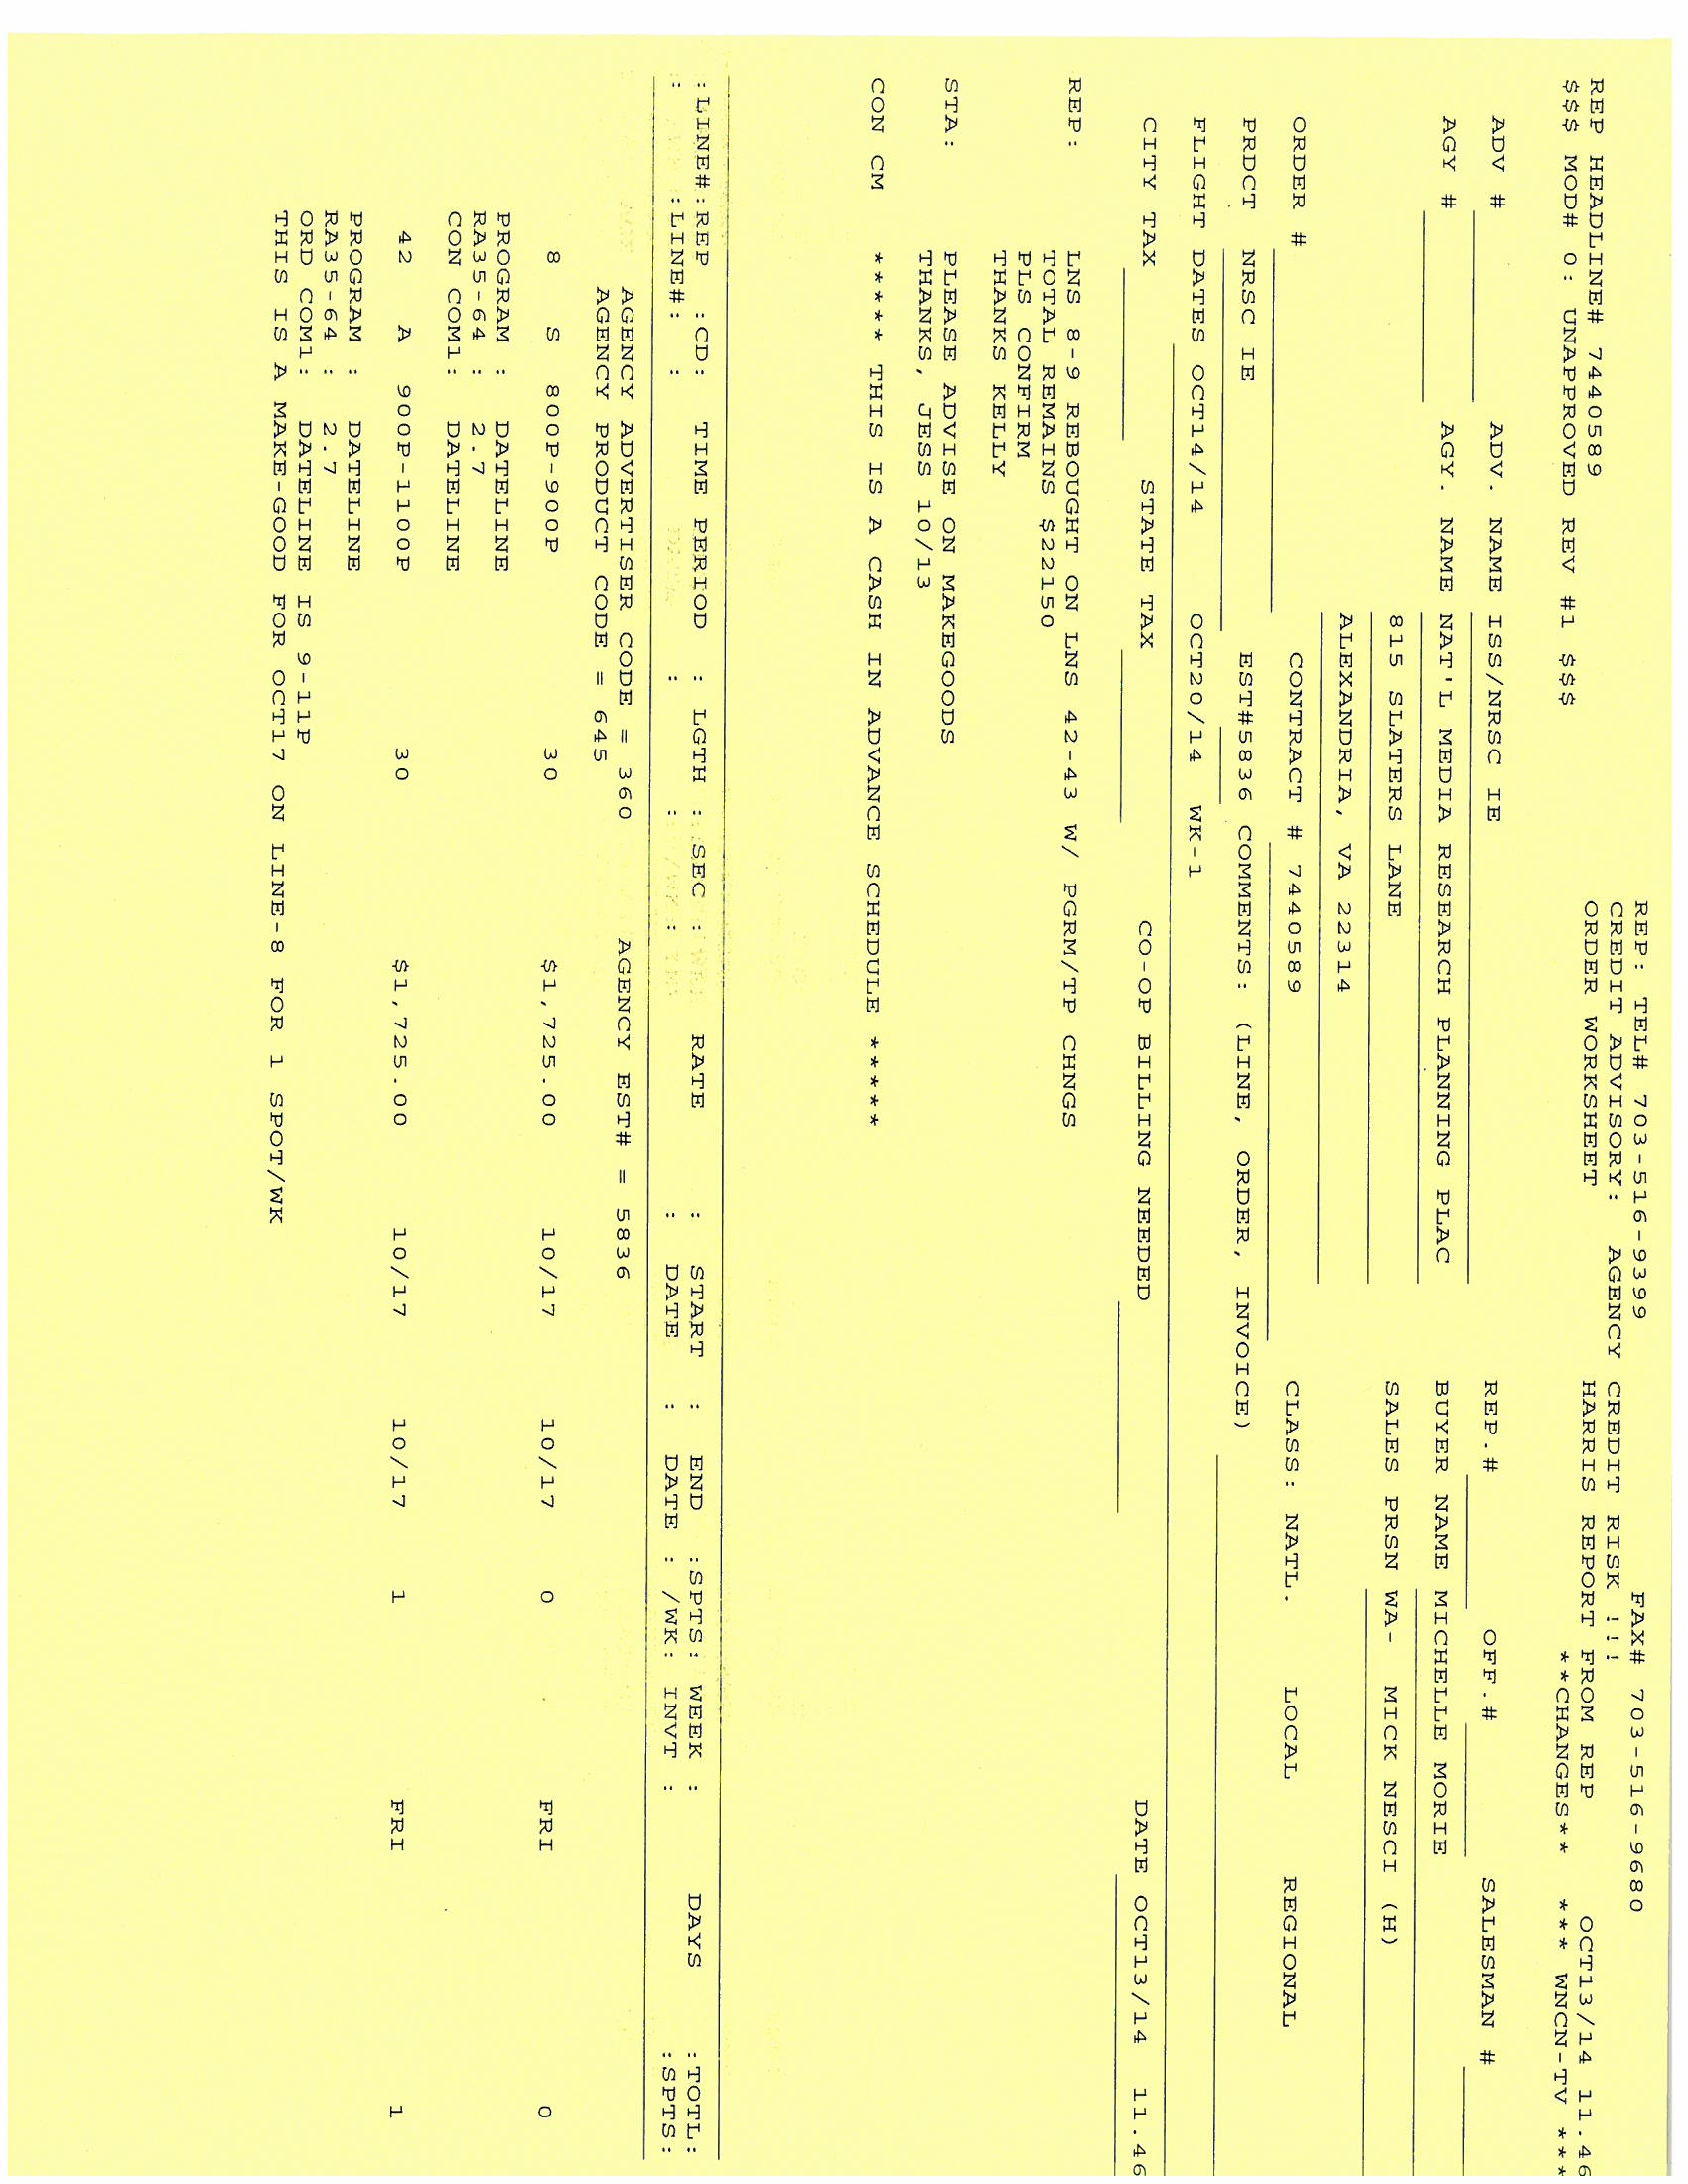 REP: TEL# 703-516-9399 FAX# 703-516-9680
CREDIT ADVISORY: AGENCY CREDIT RISK !!!
REP HEADLINE# 7440589 ORDER WORKSHEET HARRIS REPORT FROM REP OCT13/14 11.46
$$$ MOD# 0: UNAPPROVED REV #1 $$$ **CHANGES** *** WNCN-TV ***
ADV # ADV. NAME ISS/NRSC IE REP.# OFF.# SALESMAN #
AGY # AGY. NAME NAT'L MEDIA RESEARCH PLANNING PLAC BUYER NAME MICHELLE MORIE
815 SLATERS LANE SALES PRSN WA- MICK NESCI (H)
ALEXANDRIA, VA 22314
ORDER # CONTRACT # 7440589 CLASS: NATL. LOCAL REGIONAL
PRDCT NRSC IE EST#5836 COMMENTS: (LINE, ORDER, INVOICE)
FLIGHT DATES OCT14/14 OCT20/14 WK-1
CITY TAX STATE TAX CO-OP BILLING NEEDED DATE OCT13/14 11.46
REP: LNS 8-9 REBOUGHT ON LNS 42-43 W/ PGRM/TP CHNGS
TOTAL REMAINS $22150
PLS CONFIRM
THANKS KELLY
STA: PLEASE ADVISE ON MAKEGOODS
THANKS, JESS 10/13
CON CM ***** THIS IS A CASH IN ADVANCE SCHEDULE *****
:LINE#:REP :CD: TIME PERIOD : LGTH :SEC : RATE : START : END :SPTS: WEEK : DAYS :TOTL:
: :LINE#: : : : : : DATE : DATE : /WK: INVT : :SPTS:
AGENCY ADVERTISER CODE = 360 AGENCY EST# = 5836
AGENCY PRODUCT CODE = 645
8 S 800P-900P 30 $1,725.00 10/17 10/17 0 FRI 0
PROGRAM : DATELINE
RA35-64 : 2.7
CON COM1: DATELINE
42 A 900P-1100P 30 $1,725.00 10/17 10/17 1 FRI 1
PROGRAM : DATELINE
RA35-64 : 2.7
ORD COM1: DATELINE IS 9-11P
THIS IS A MAKE-GOOD FOR OCT17 ON LINE-8 FOR 1 SPOT/WK